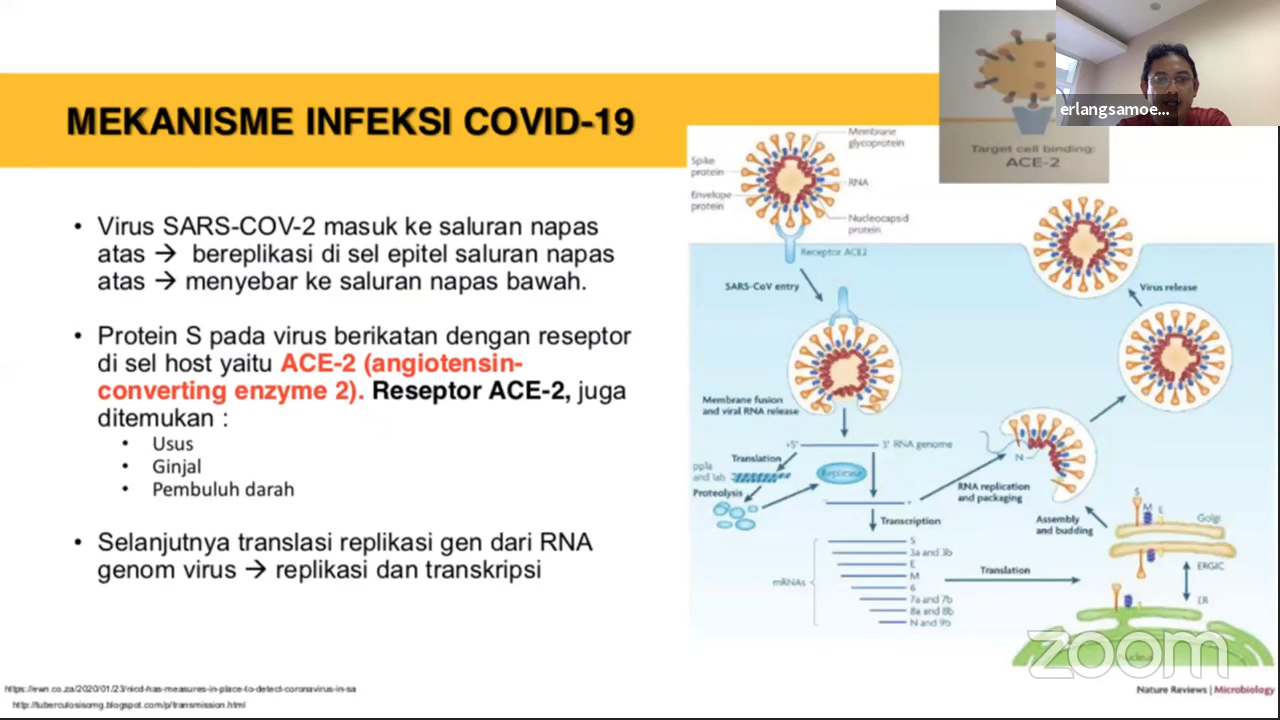 MEKANISME INFEKSI COVID-19
erlangsamoe...
Target cell binding:
ACE-2
• Virus SARS-COV-2 masuk ke saluran napas
atas → bereplikasi di sel epitel saluran napas
atas → menyebar ke saluran napas bawah.
• Protein S pada virus berikatan dengan reseptor
di sel host yaitu ACE-2 (angiotensin-
converting enzyme 2). Reseptor ACE-2, juga
ditemukan :
• Usus
• Ginjal
• Pembuluh darah
• Selanjutnya translasi replikasi gen dari RNA
genom virus → replikasi dan transkripsi
Membrane
glycoprotein
Spike
protein
RNA
Envelope
protein
Nucleocapsid
protein
Receptor ACE2
SARS-CoV entry
Virus release
Membrane fusion
and viral RNA release
+5'
3' RNA genome
Translation
pp1a
and 1ab
Replicase
Proteolysis
N
RNA replication
and packaging
Transcription
Assembly
and budding
S
M
E
Golgi
mRNAs
S
3a and 3b
E
M
6
7a and 7b
8a and 8b
N and 9b
Translation
ERGIC
ER
Nucleus
zoom
Nature Reviews | Microbiology
https://ewn.co.za/2020/01/23/nicd-has-measures-in-place-to-detect-coronavirus-in-sa
http://tuberculosisomg.blogspot.com/p/transmission.html